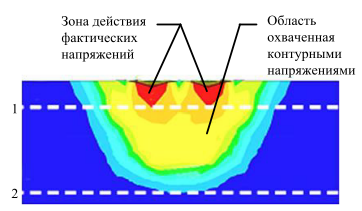 Зона действия
фактических
напряжений
Область
охваченная
контурными
напряжениями
1
2